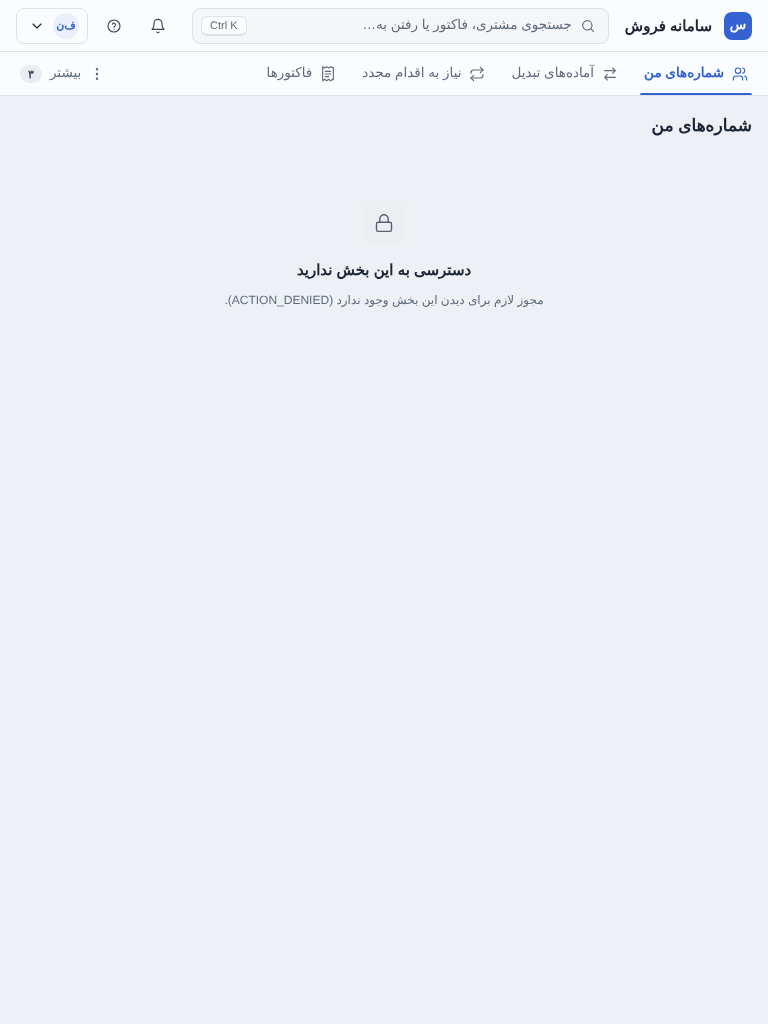 س
سامانه فروش
جستجوی مشتری، فاکتور یا رفتن به…
Ctrl K
ف‌ن
شماره‌های من
آماده‌های تبدیل
نیاز به اقدام مجدد
فاکتورها
بیشتر
۳
شماره‌های من
دسترسی به این بخش ندارید
مجوز لازم برای دیدن این بخش وجود ندارد (ACTION_DENIED).